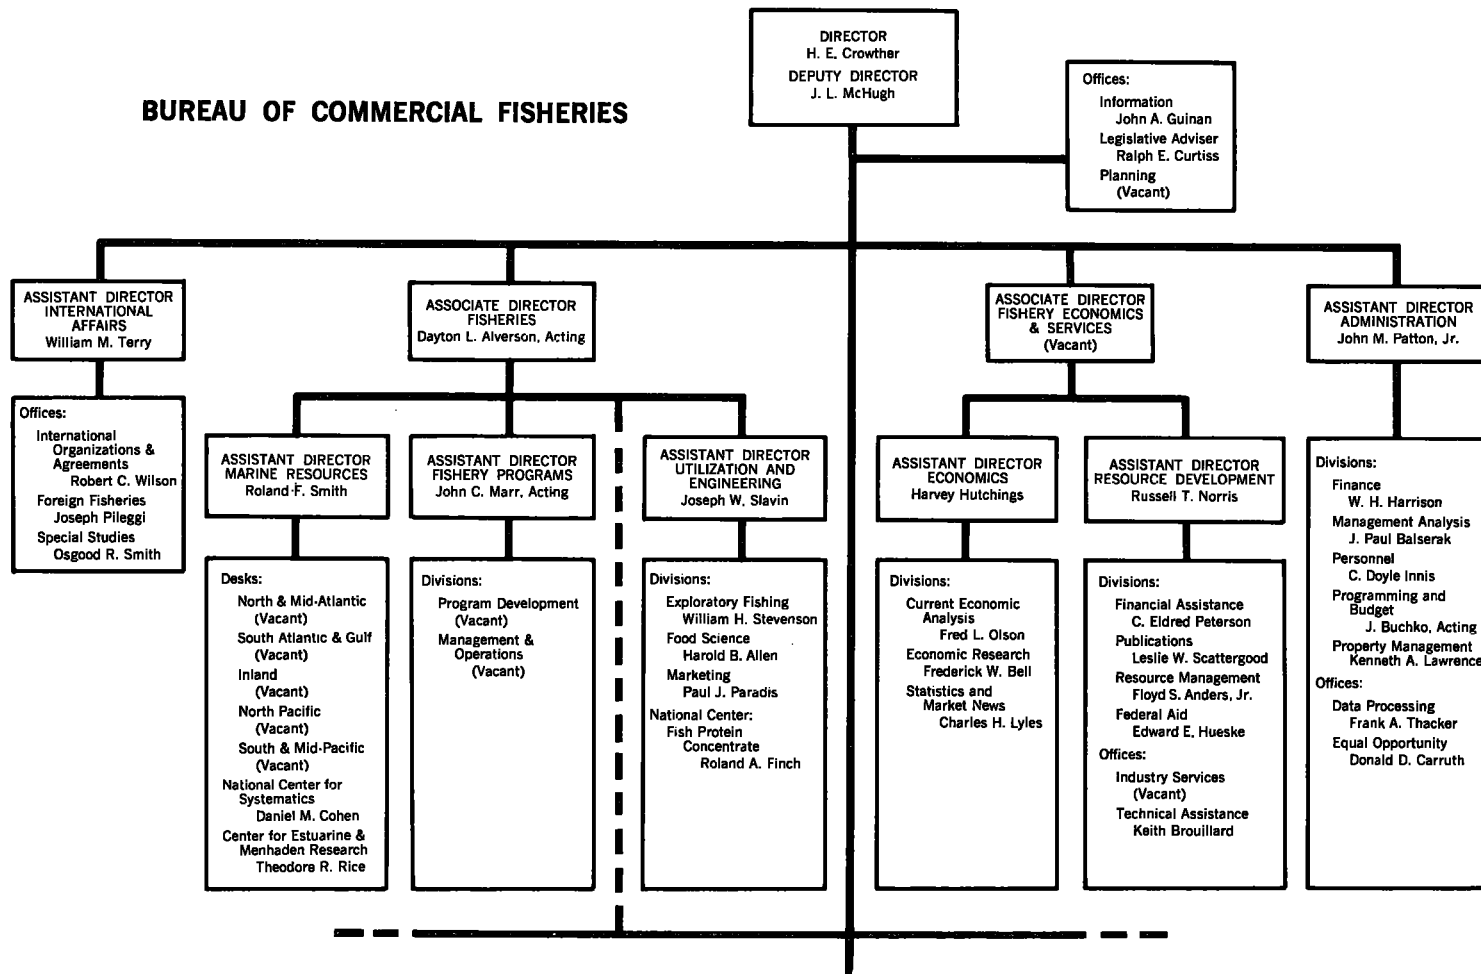 BUREAU OF COMMERCIAL FISHERIES
DIRECTOR
H. E. Crowther
DEPUTY DIRECTOR
J. L. McHugh
Offices:
Information
John A. Guinan
Legislative Adviser
Ralph E. Curtiss
Planning
(Vacant)
ASSISTANT DIRECTOR
INTERNATIONAL
AFFAIRS
William M. Terry
Offices:
International
Organizations &
Agreements
Robert C. Wilson
Foreign Fisheries
Joseph Pileggi
Special Studies
Osgood R. Smith
ASSOCIATE DIRECTOR
FISHERIES
Dayton L. Alverson, Acting
ASSISTANT DIRECTOR
MARINE RESOURCES
Roland F. Smith
Desks:
North & Mid-Atlantic
(Vacant)
South Atlantic & Gulf
(Vacant)
Inland
(Vacant)
North Pacific
(Vacant)
South & Mid-Pacific
(Vacant)
National Center for
Systematics
Daniel M. Cohen
Center for Estuarine &
Menhaden Research
Theodore R. Rice
ASSISTANT DIRECTOR
FISHERY PROGRAMS
John C. Marr, Acting
Divisions:
Program Development
(Vacant)
Management &
Operations
(Vacant)
ASSISTANT DIRECTOR
UTILIZATION AND
ENGINEERING
Joseph W. Slavin
Divisions:
Exploratory Fishing
William H. Stevenson
Food Science
Harold B. Allen
Marketing
Paul J. Paradis
National Center:
Fish Protein
Concentrate
Roland A. Finch
ASSOCIATE DIRECTOR
FISHERY ECONOMICS
& SERVICES
(Vacant)
ASSISTANT DIRECTOR
ECONOMICS
Harvey Hutchings
Divisions:
Current Economic
Analysis
Fred L. Olson
Economic Research
Frederick W. Bell
Statistics and
Market News
Charles H. Lyles
ASSISTANT DIRECTOR
RESOURCE DEVELOPMENT
Russell T. Norris
Divisions:
Financial Assistance
C. Eldred Peterson
Publications
Leslie W. Scattergood
Resource Management
Floyd S. Anders, Jr.
Federal Aid
Edward E. Hueske
Offices:
Industry Services
(Vacant)
Technical Assistance
Keith Brouillard
ASSISTANT DIRECTOR
ADMINISTRATION
John M. Patton, Jr.
Divisions:
Finance
W. H. Harrison
Management Analysis
J. Paul Balserak
Personnel
C. Doyle Innis
Programming and
Budget
J. Buchko, Acting
Property Management
Kenneth A. Lawrence
Offices:
Data Processing
Frank A. Thacker
Equal Opportunity
Donald D. Carruth